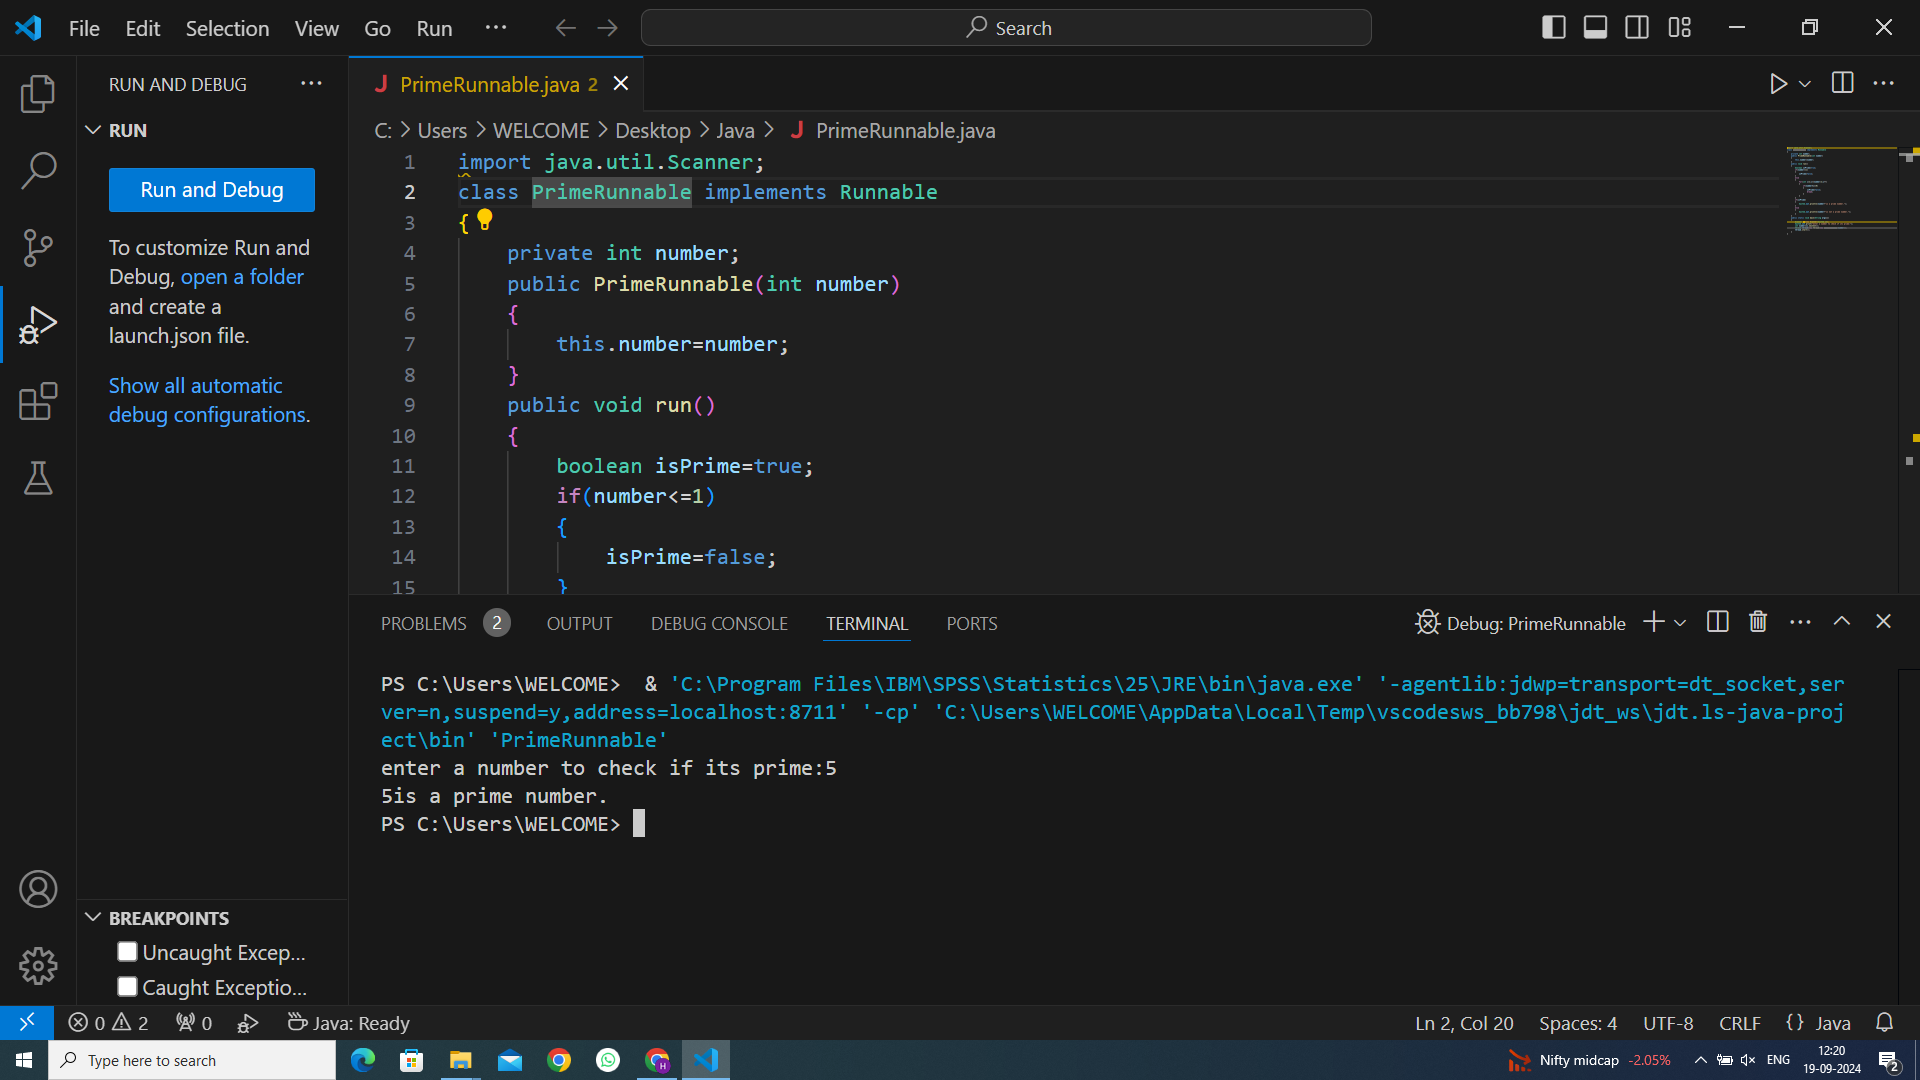 File Edit Selection View Go Run ··· Search
RUN AND DEBUG ···
RUN
Run and Debug
To customize Run and
Debug, open a folder
and create a
launch.json file.
Show all automatic
debug configurations.
BREAKPOINTS
Uncaught Excep...
Caught Exceptio...
PrimeRunnable.java 2
C: > Users > WELCOME > Desktop > Java > J PrimeRunnable.java
1 import java.util.Scanner;
2 class PrimeRunnable implements Runnable
3 {
4 private int number;
5 public PrimeRunnable(int number)
6 {
7 this.number=number;
8 }
9 public void run()
10 {
11 boolean isPrime=true;
12 if(number<=1)
13 {
14 isPrime=false;
15 }
PROBLEMS 2 OUTPUT DEBUG CONSOLE TERMINAL PORTS Debug: PrimeRunnable
PS C:\Users\WELCOME>  & 'C:\Program Files\IBM\SPSS\Statistics\25\JRE\bin\java.exe' '-agentlib:jdwp=transport=dt_socket,ser
ver=n,suspend=y,address=localhost:8711' '-cp' 'C:\Users\WELCOME\AppData\Local\Temp\vscodesws_bb798\jdt_ws\jdt.ls-java-proj
ect\bin' 'PrimeRunnable'
enter a number to check if its prime:5
5is a prime number.
PS C:\Users\WELCOME>
0 2 0 Java: Ready Ln 2, Col 20 Spaces: 4 UTF-8 CRLF {} Java
Type here to search Nifty midcap -2.05% ENG 12:20
19-09-2024 2